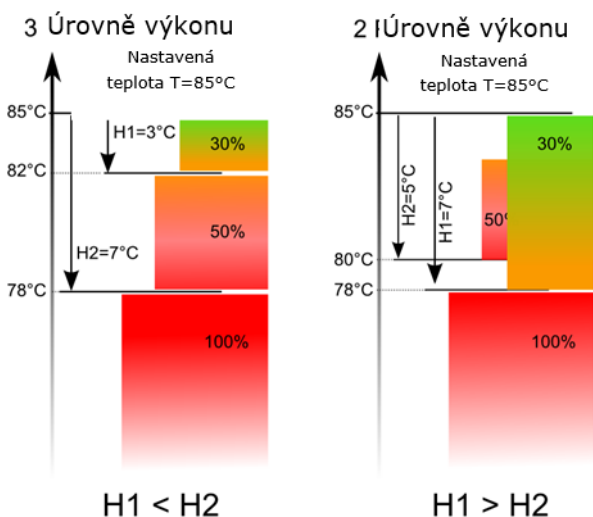 3 Úrovně výkonu
Nastavená
teplota T=85°C
85°C
H1=3°C
30%
82°C
50%
H2=7°C
78°C
100%
H1 < H2
2 IÚrovně výkonu
Nastavená
teplota T=85°C
85°C
30%
H2=5°C
H1=7°C
50%
80°C
78°C
100%
H1 > H2